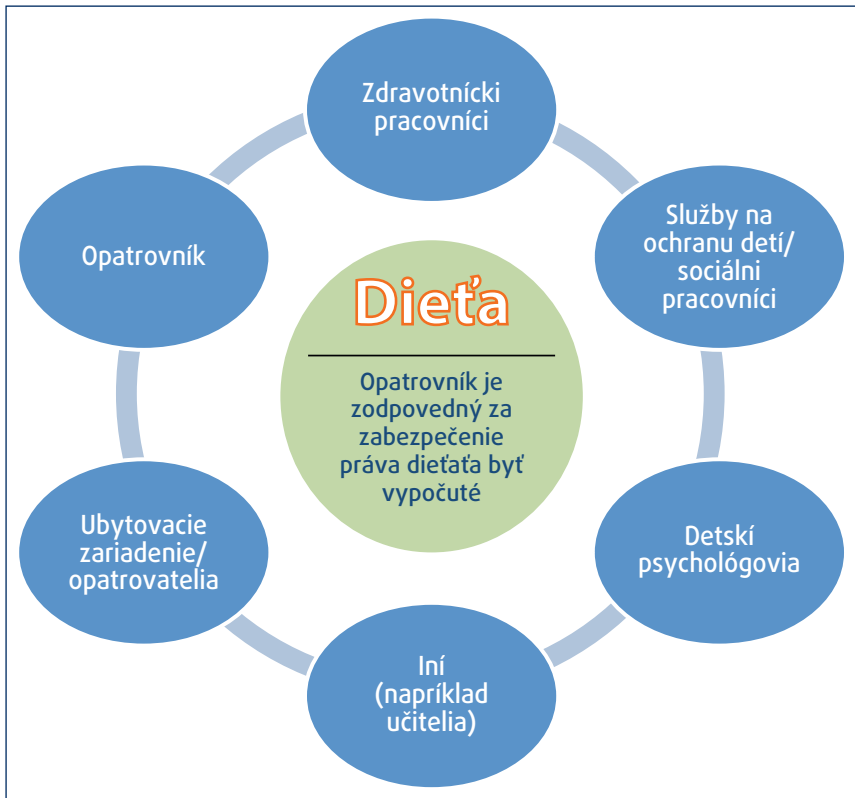 Zdravotnícki
pracovníci
Služby na
ochranu detí/
sociálni
pracovníci
Opatrovník
Dieťa
Opatrovník je
zodpovedný za
zabezpečenie
práva dieťaťa byť
vypočuté
Ubytovacie
zariadenie/
opatrovatelia
Detskí
psychológovia
Iní
(napríklad
učitelia)